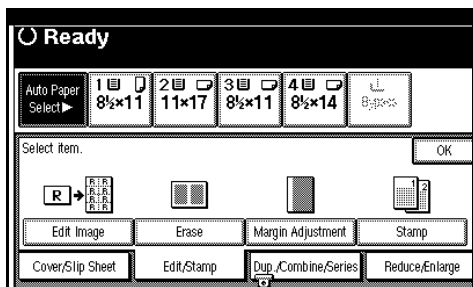 Ready
Auto Paper
Select▶
1
8½×11
2
11×17
3
8½×11
4
8½×14
Select item.
OK
R
R R
R R
R R
R R
1
2
Edit Image
Erase
Margin Adjustment
Stamp
Cover/Slip Sheet
Edit/Stamp
Dup./Combine/Series
Reduce/Enlarge